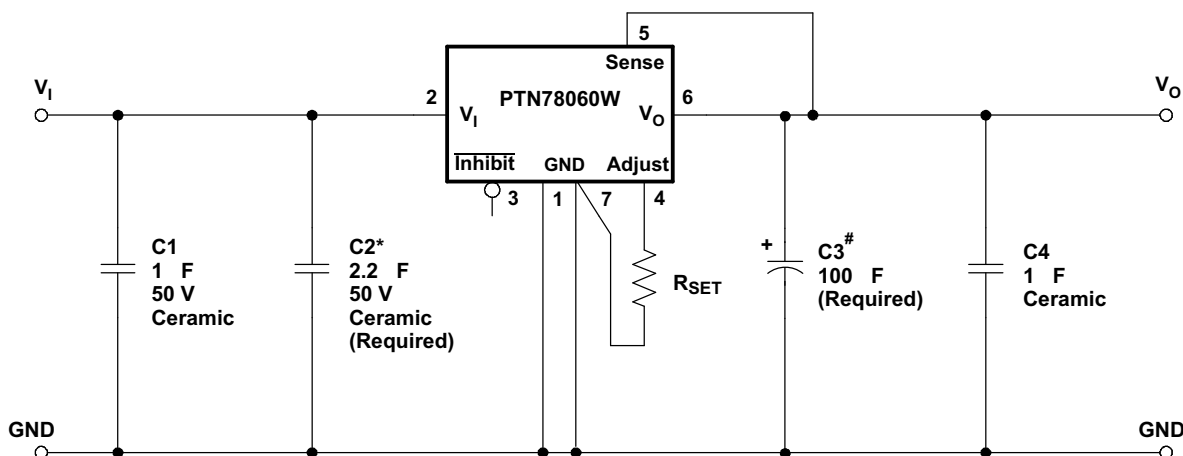 5
Sense
V_I
2
PTN78060W
6
V_O
V_I
V_O
Inhibit
GND
Adjust
3
1
7
4
C1
1 F
50 V
Ceramic
C2*
2.2 F
50 V
Ceramic
(Required)
R_SET
+
C3#
100 F
(Required)
C4
1 F
Ceramic
GND
GND